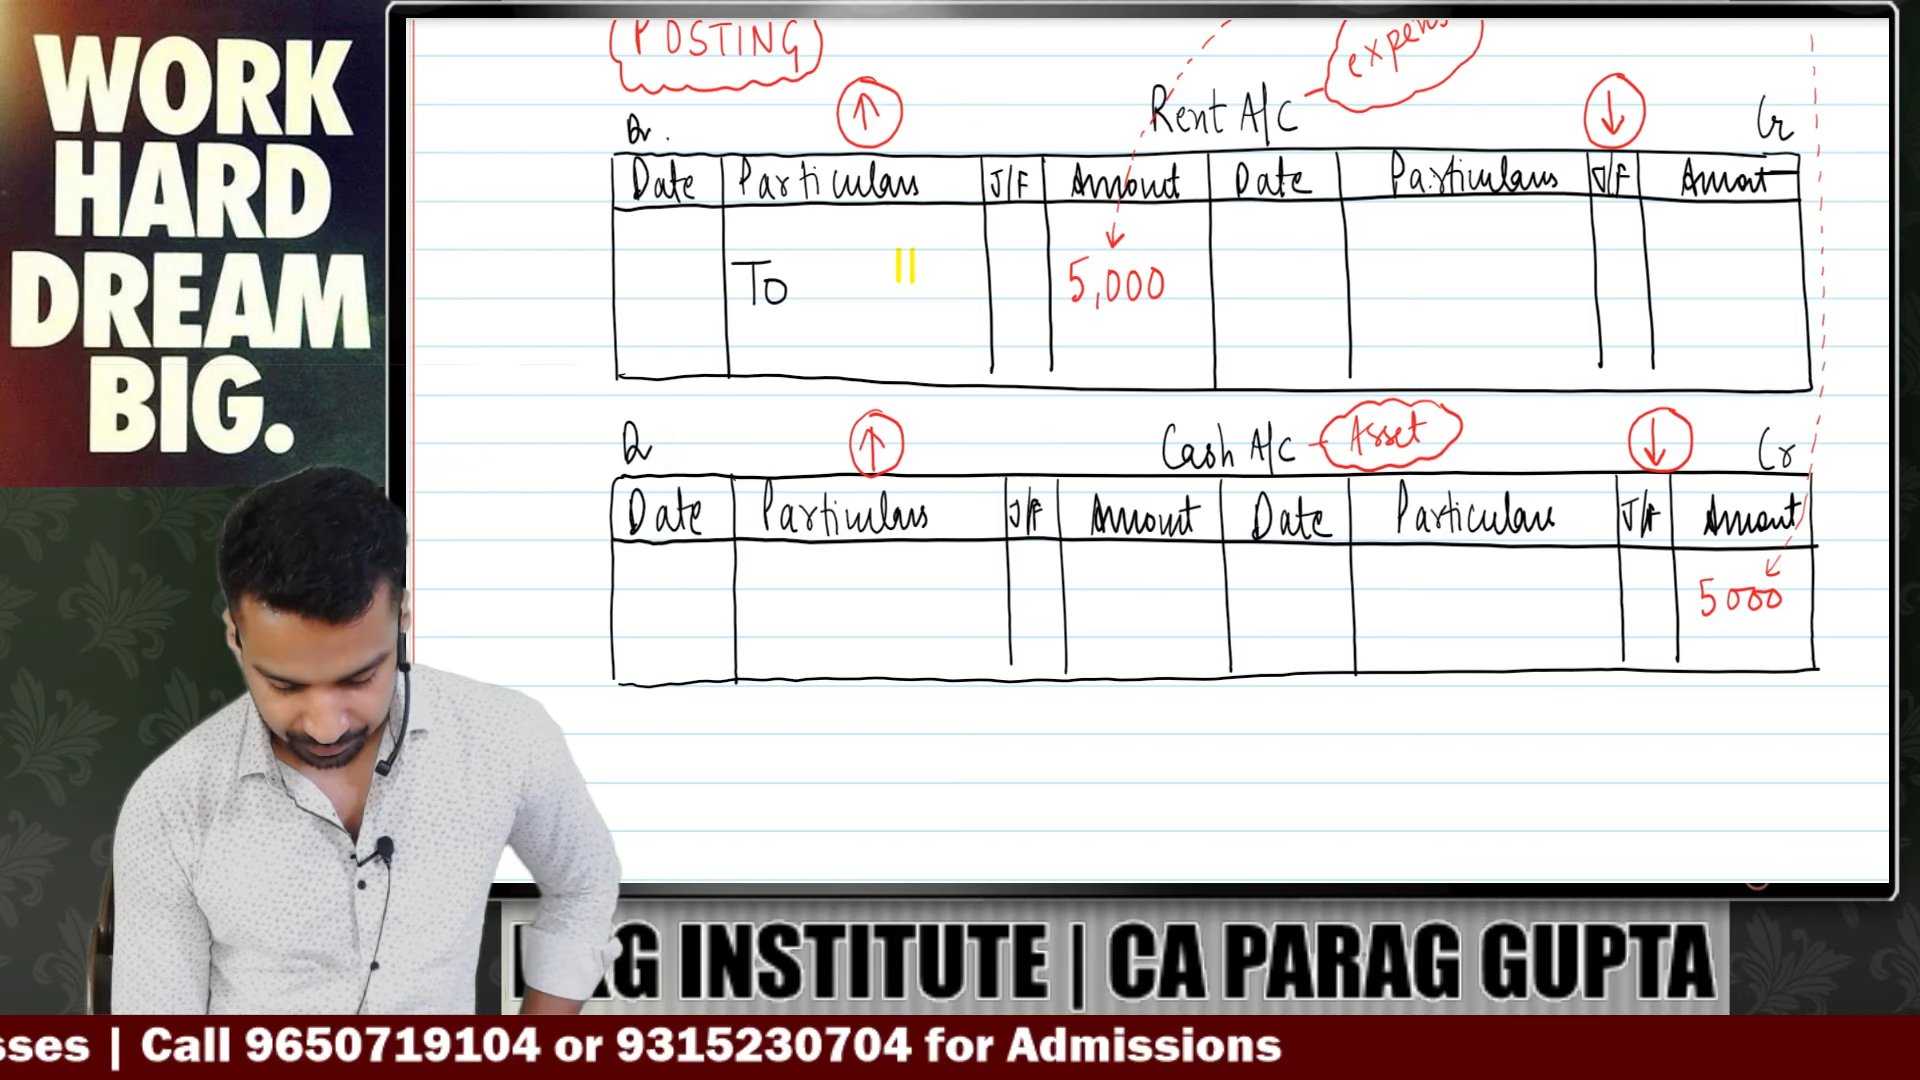 WORK
HARD
DREAM
BIG.
POSTING
expens
Rent A/C
Dr.
Cr
Date Particulars J/F Amount Date Particulars J/F Amount
To 5,000
Dr
Cash A/C - Asset
Cr
Date Particulars J/F Amount Date Particulars J/F Amount
5000
INSTITUTE | CA PARAG GUPTA
sses | Call 9650719104 or 9315230704 for Admissions